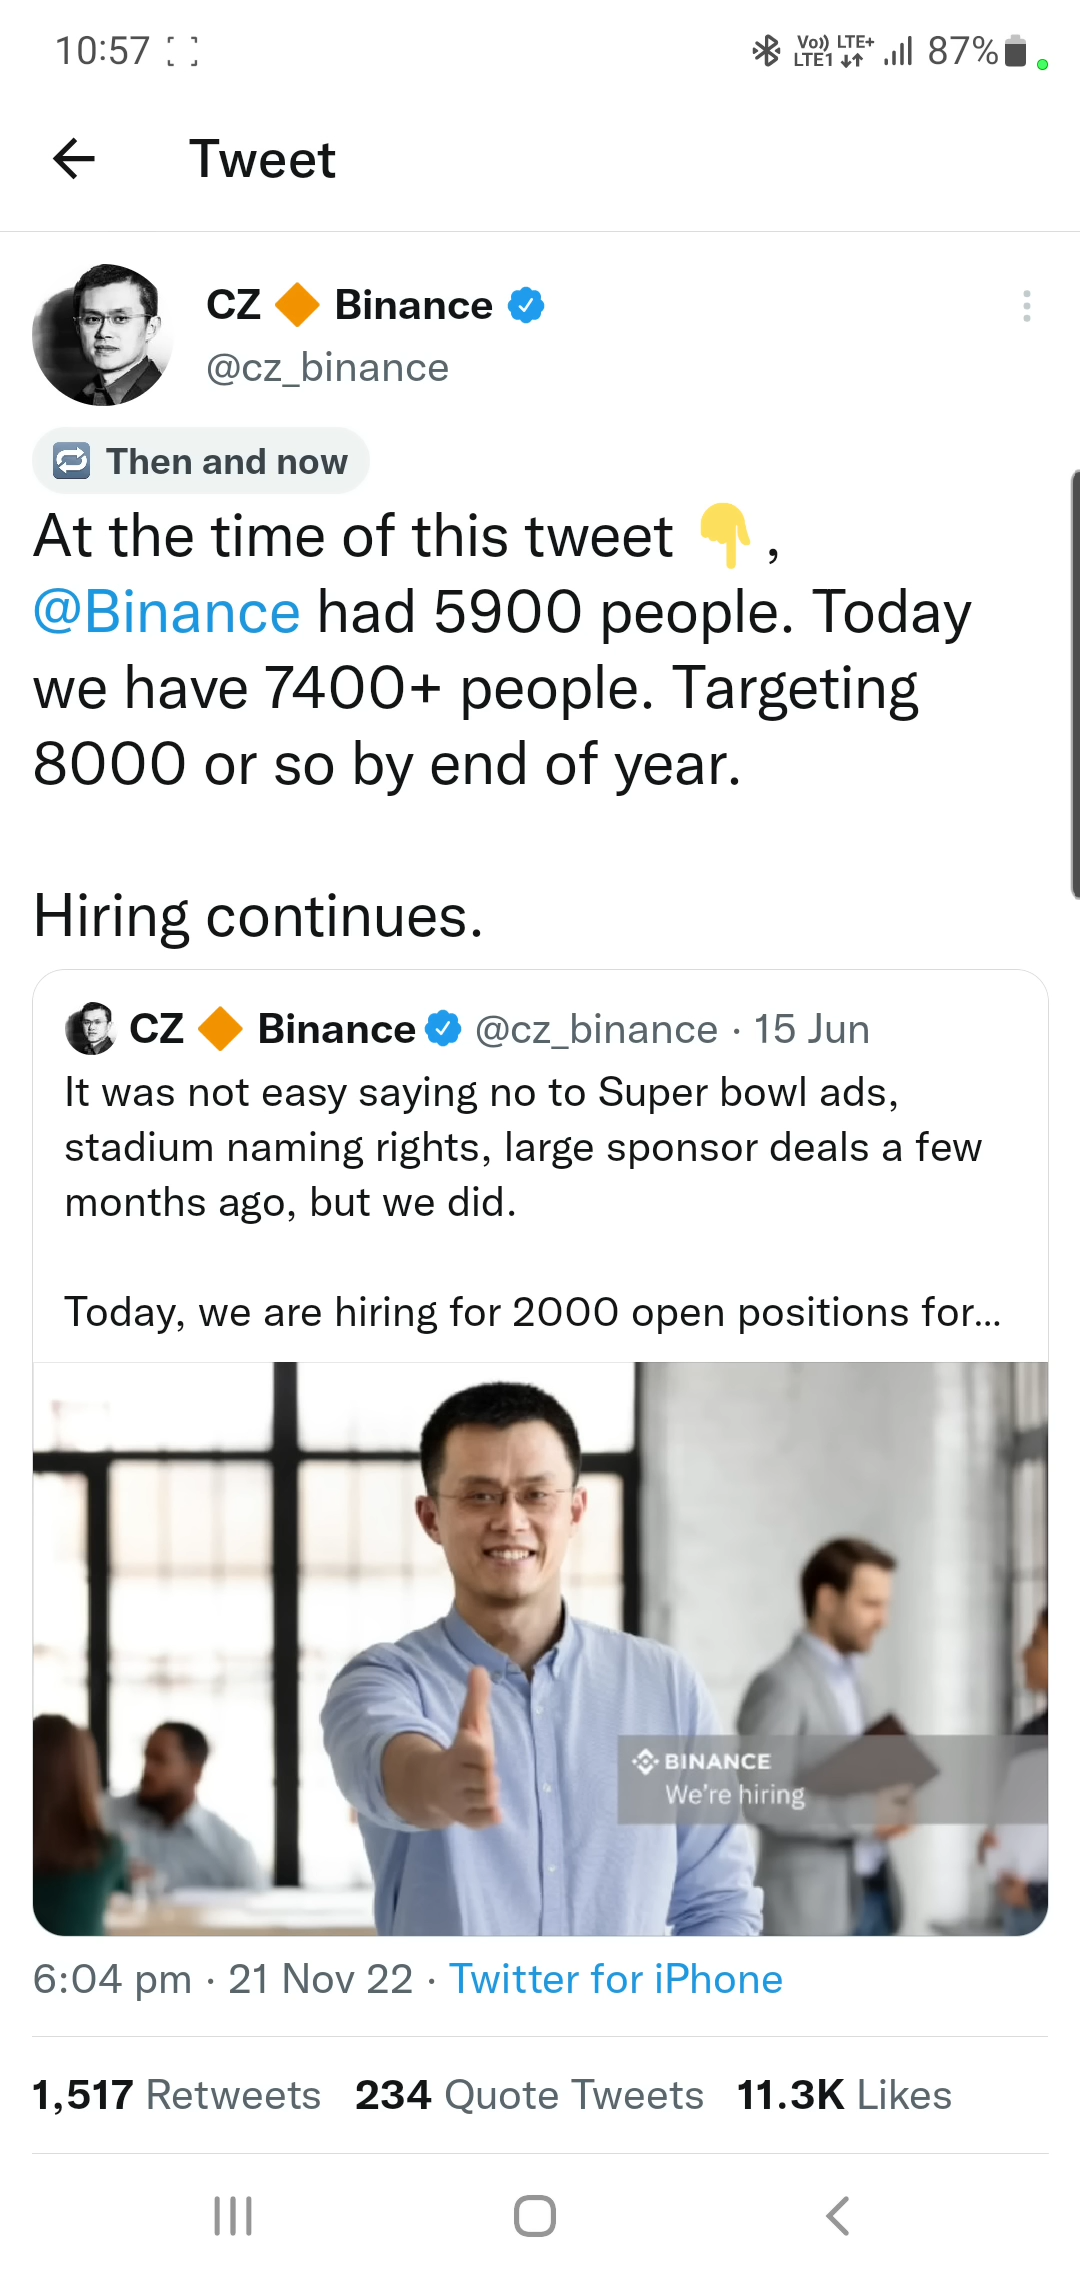 10:57
Vo)) LTE+
LTE1 87%
Tweet
CZ 🔶 Binance
@cz_binance
🔁 Then and now
At the time of this tweet 👇,
@Binance had 5900 people. Today
we have 7400+ people. Targeting
8000 or so by end of year.
Hiring continues.
CZ 🔶 Binance @cz_binance · 15 Jun
It was not easy saying no to Super bowl ads,
stadium naming rights, large sponsor deals a few
months ago, but we did.
Today, we are hiring for 2000 open positions for...
BINANCE
We're hiring
6:04 pm · 21 Nov 22 · Twitter for iPhone
1,517 Retweets 234 Quote Tweets 11.3K Likes